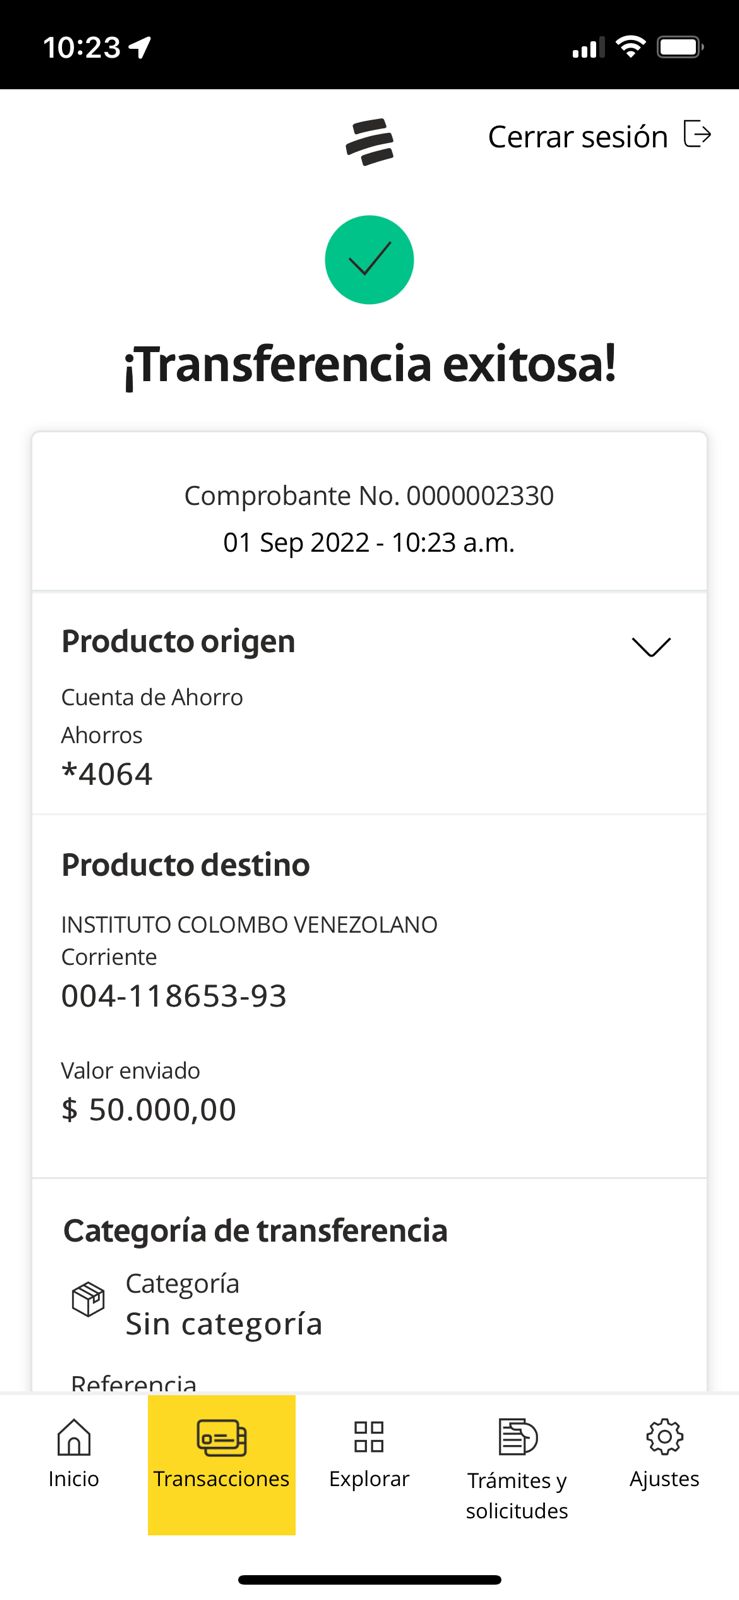 10:23
Cerrar sesión
¡Transferencia exitosa!
Comprobante No. 0000002330
01 Sep 2022 - 10:23 a.m.
Producto origen
Cuenta de Ahorro
Ahorros
*4064
Producto destino
INSTITUTO COLOMBO VENEZOLANO
Corriente
004-118653-93
Valor enviado
$ 50.000,00
Categoría de transferencia
Categoría
Sin categoría
Referencia
Inicio
Transacciones
Explorar
Trámites y
solicitudes
Ajustes